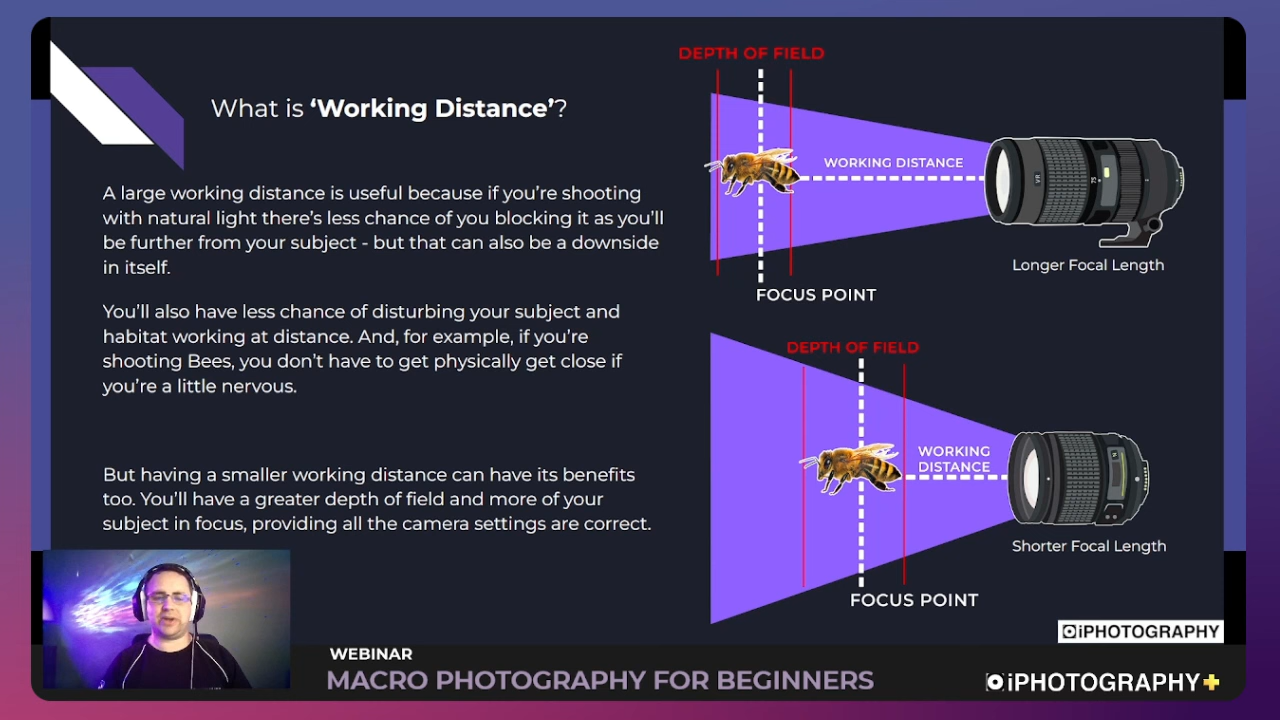 What is ‘Working Distance’?
A large working distance is useful because if you’re shooting
with natural light there’s less chance of you blocking it as you’ll
be further from your subject - but that can also be a downside
in itself.
You’ll also have less chance of disturbing your subject and
habitat working at distance. And, for example, if you’re
shooting Bees, you don’t have to get physically get close if
you’re a little nervous.
But having a smaller working distance can have its benefits
too. You’ll have a greater depth of field and more of your
subject in focus, providing all the camera settings are correct.
DEPTH OF FIELD
WORKING DISTANCE
VR
75
Longer Focal Length
FOCUS POINT
DEPTH OF FIELD
WORKING
DISTANCE
N
Shorter Focal Length
FOCUS POINT
iPHOTOGRAPHY
WEBINAR
MACRO PHOTOGRAPHY FOR BEGINNERS
iPHOTOGRAPHY+